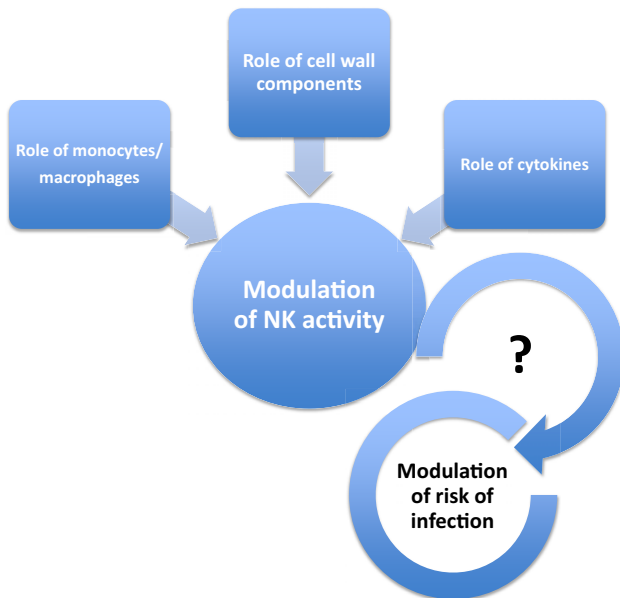 Role of cell wall
components
Role of monocytes/
macrophages
Role of cytokines
Modulation
of NK activity
?
Modulation
of risk of
infection